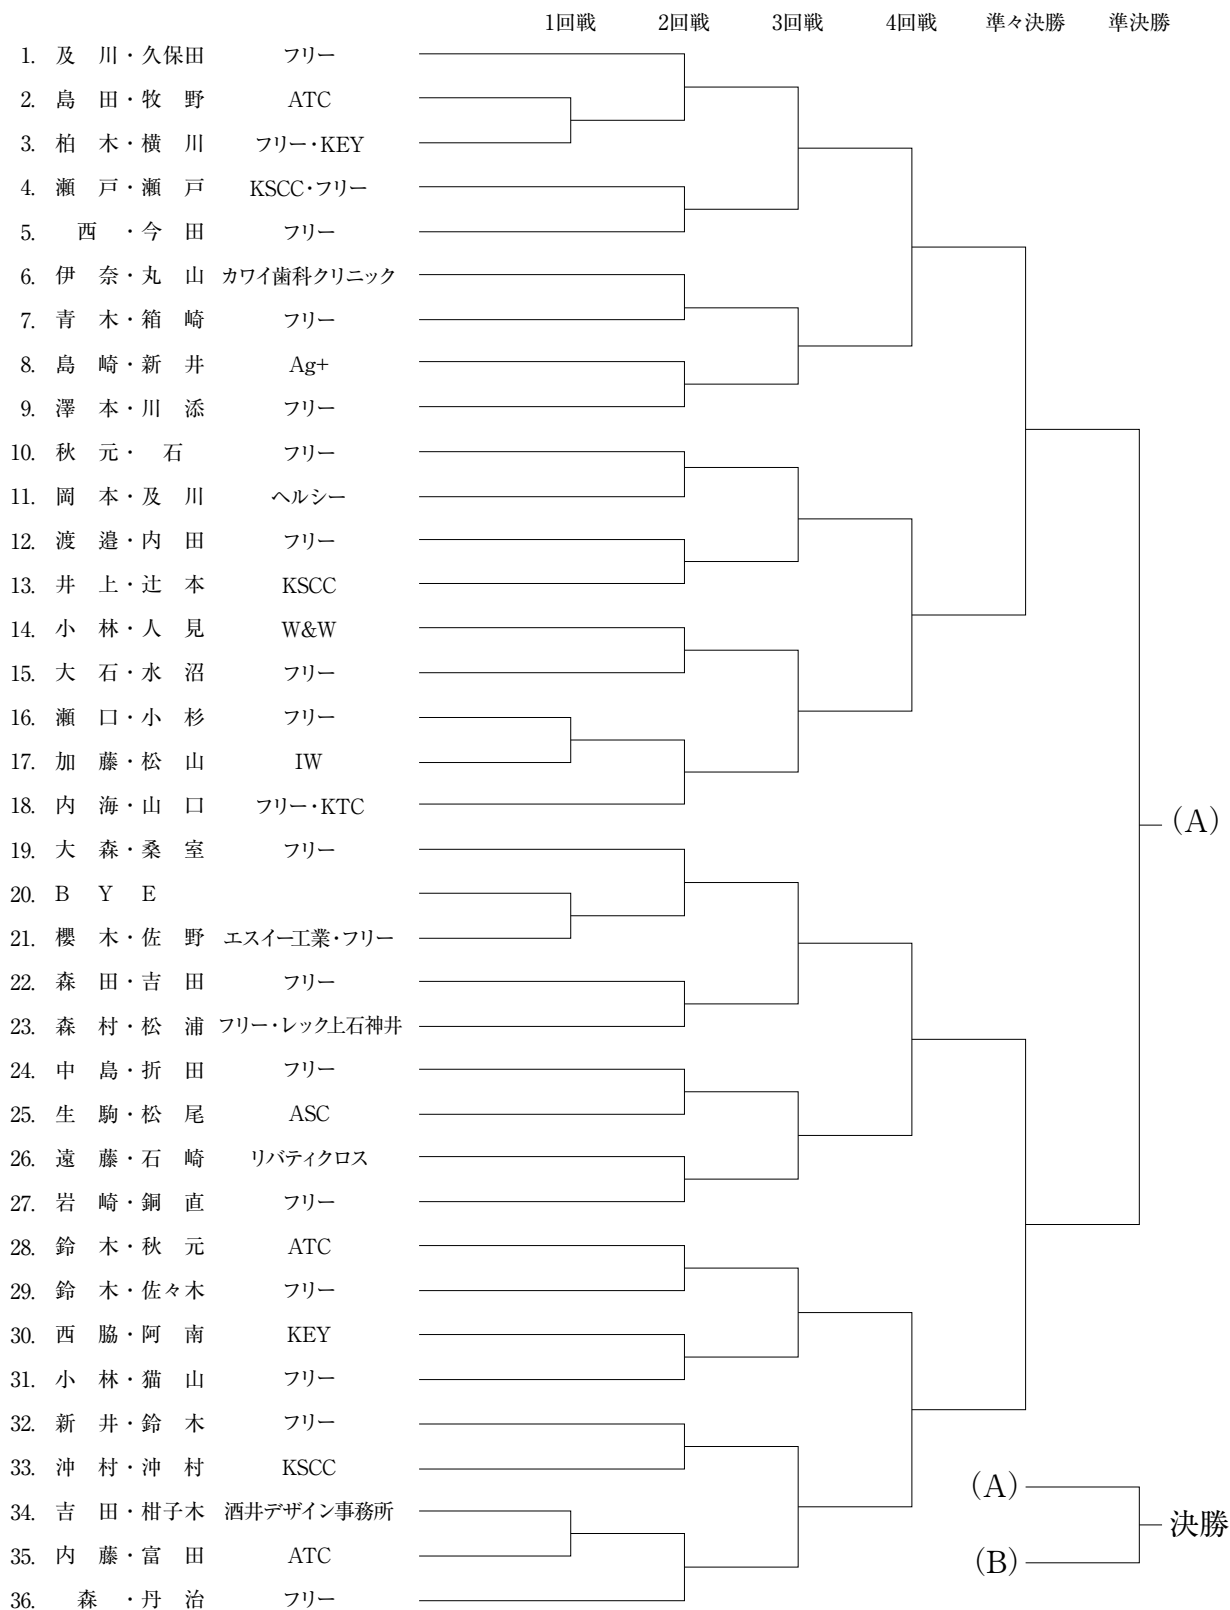 1回戦 2回戦 3回戦 4回戦 準々決勝 準決勝
1. 及 川・久保田 フリー
2. 島 田・牧 野 ATC
3. 柏 木・横 川 フリー・KEY
4. 瀬 戸・瀬 戸 KSCC・フリー
5. 西 ・今 田 フリー
6. 伊 奈・丸 山 カワイ歯科クリニック
7. 青 木・箱 崎 フリー
8. 島 崎・新 井 Ag+
9. 澤 本・川 添 フリー
10. 秋 元・ 石 フリー
11. 岡 本・及 川 ヘルシー
12. 渡 邉・内 田 フリー
13. 井 上・辻 本 KSCC
14. 小 林・人 見 W&W
15. 大 石・水 沼 フリー
16. 瀬 口・小 杉 フリー
17. 加 藤・松 山 IW
18. 内 海・山 口 フリー・KTC
(A)
19. 大 森・桑 室 フリー
20. B Y E
21. 櫻 木・佐 野 エスイー工業・フリー
22. 森 田・吉 田 フリー
23. 森 村・松 浦 フリー・レック上石神井
24. 中 島・折 田 フリー
25. 生 駒・松 尾 ASC
26. 遠 藤・石 崎 リバティクロス
27. 岩 崎・銅 直 フリー
28. 鈴 木・秋 元 ATC
29. 鈴 木・佐々木 フリー
30. 西 脇・阿 南 KEY
31. 小 林・猫 山 フリー
32. 新 井・鈴 木 フリー
33. 沖 村・沖 村 KSCC
34. 吉 田・柑子木 酒井デザイン事務所
35. 内 藤・富 田 ATC
36. 森 ・丹 治 フリー
(A)
決勝
(B)